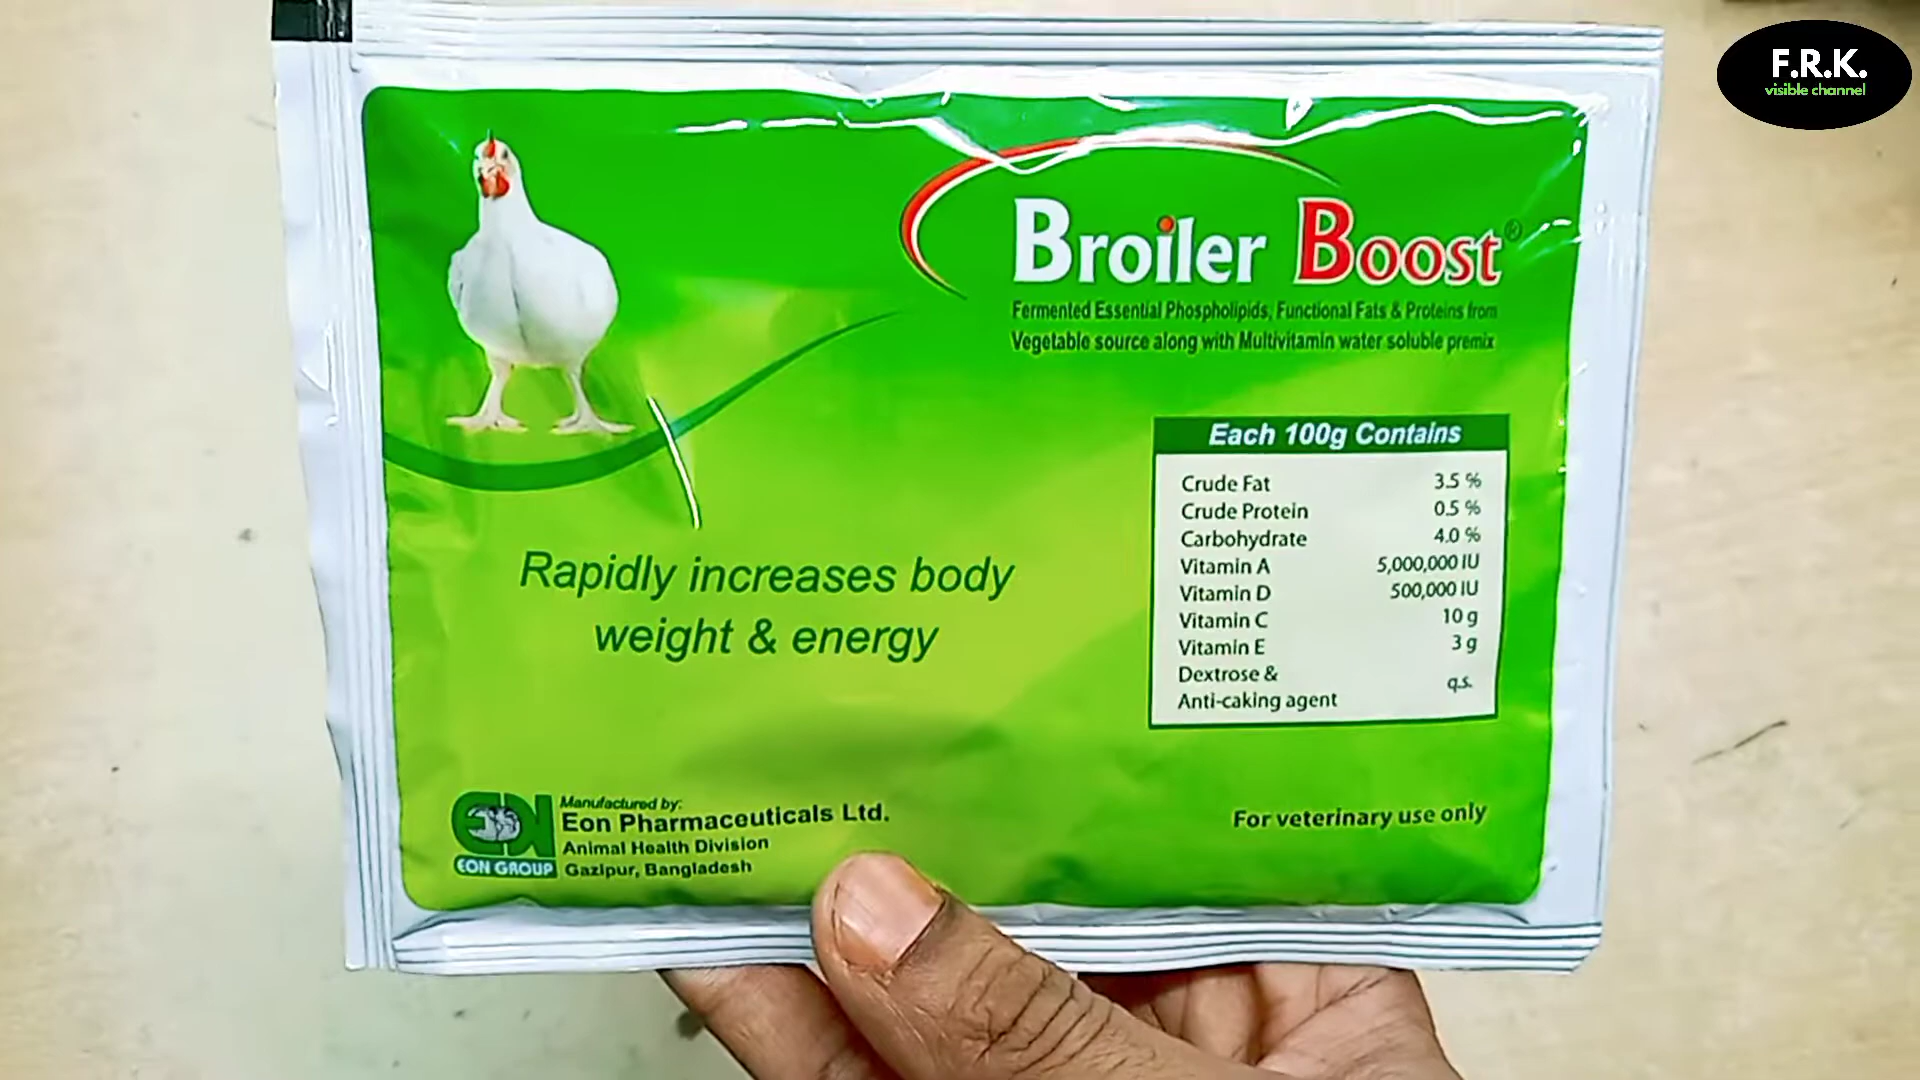 F.R.K.
visible channel
Broiler Boost®
Fermented Essential Phospholipids, Functional Fats & Proteins from
Vegetable source along with Multivitamin water soluble premix
Each 100g Contains
Crude Fat 3.5 %
Crude Protein 0.5 %
Carbohydrate 4.0 %
Vitamin A 5,000,000 IU
Vitamin D 500,000 IU
Vitamin C 10 g
Vitamin E 3 g
Dextrose &
Anti-caking agent q.s.
Rapidly increases body
weight & energy
EON
EON GROUP
Manufactured by:
Eon Pharmaceuticals Ltd.
Animal Health Division
Gazipur, Bangladesh
For veterinary use only